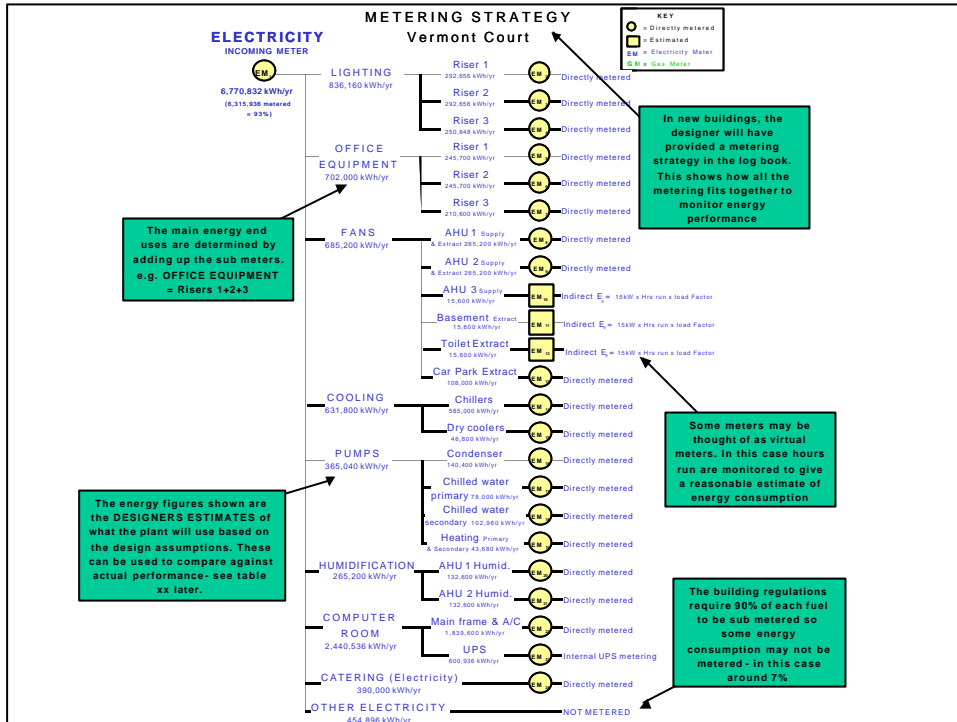 METERING STRATEGY
Vermont Court
KEY
= Directly metered
= Estimated
EM = Electricity Meter
GM = Gas Meter
ELECTRICITY
INCOMING METER
EM
6,770,832 kWh/yr
(6,315,936 metered
= 93%)
LIGHTING
836,160 kWh/yr
Riser 1
292,656 kWh/yr
EM
Directly metered
Riser 2
292,656 kWh/yr
EM
Directly metered
Riser 3
250,848 kWh/yr
EM
Directly metered
In new buildings, the
designer will have
provided a metering
strategy in the log book.
This shows how all the
metering fits together to
monitor energy
performance
OFFICE
EQUIPMENT
702,000 kWh/yr
Riser 1
245,700 kWh/yr
EM
Directly metered
Riser 2
245,700 kWh/yr
EM
Directly metered
Riser 3
210,600 kWh/yr
EM
Directly metered
The main energy end
uses are determined by
adding up the sub meters.
e.g. OFFICE EQUIPMENT
= Risers 1+2+3
FANS
685,200 kWh/yr
AHU 1 Supply
& Extract 265,200 kWh/yr
EM
Directly metered
AHU 2 Supply
& Extract 265,200 kWh/yr
EM
Directly metered
AHU 3 Supply
15,600 kWh/yr
EM 10
Indirect E = 15kW x Hrs run x load Factor
Basement Extract
15,600 kWh/yr
EM 11
Indirect E = 15kW x Hrs run x load Factor
Toilet Extract
15,600 kWh/yr
EM 12
Indirect E = 15kW x Hrs run x load Factor
Car Park Extract
108,000 kWh/yr
EM
Directly metered
COOLING
631,800 kWh/yr
Chillers
585,000 kWh/yr
EM
Directly metered
Dry coolers
46,800 kWh/yr
EM
Directly metered
Some meters may be
thought of as virtual
meters. In this case hours
run are monitored to give
a reasonable estimate of
energy consumption
PUMPS
365,040 kWh/yr
Condenser
140,400 kWh/yr
EM
Directly metered
Chilled water
primary 78,000 kWh/yr
EM
Directly metered
Chilled water
secondary 102,960 kWh/yr
EM
Directly metered
Heating Primary
& Secondary 43,680 kWh/yr
EM
Directly metered
The energy figures shown are
the DESIGNERS ESTIMATES of
what the plant will use based on
the design assumptions. These
can be used to compare against
actual performance- see table
xx later.
HUMIDIFICATION
265,200 kWh/yr
AHU 1 Humid.
132,600 kWh/yr
EM
Directly metered
AHU 2 Humid.
132,600 kWh/yr
EM
Directly metered
COMPUTER
ROOM
2,440,536 kWh/yr
Main frame & A/C
1,839,600 kWh/yr
EM
Directly metered
UPS
600,936 kWh/yr
EM
Internal UPS metering
The building regulations
require 90% of each fuel
to be sub metered so
some energy
consumption may not be
metered- in this case
around 7%
CATERING (Electricity)
390,000 kWh/yr
EM
Directly metered
OTHER ELECTRICITY
454,896 kWh/yr
NOT METERED